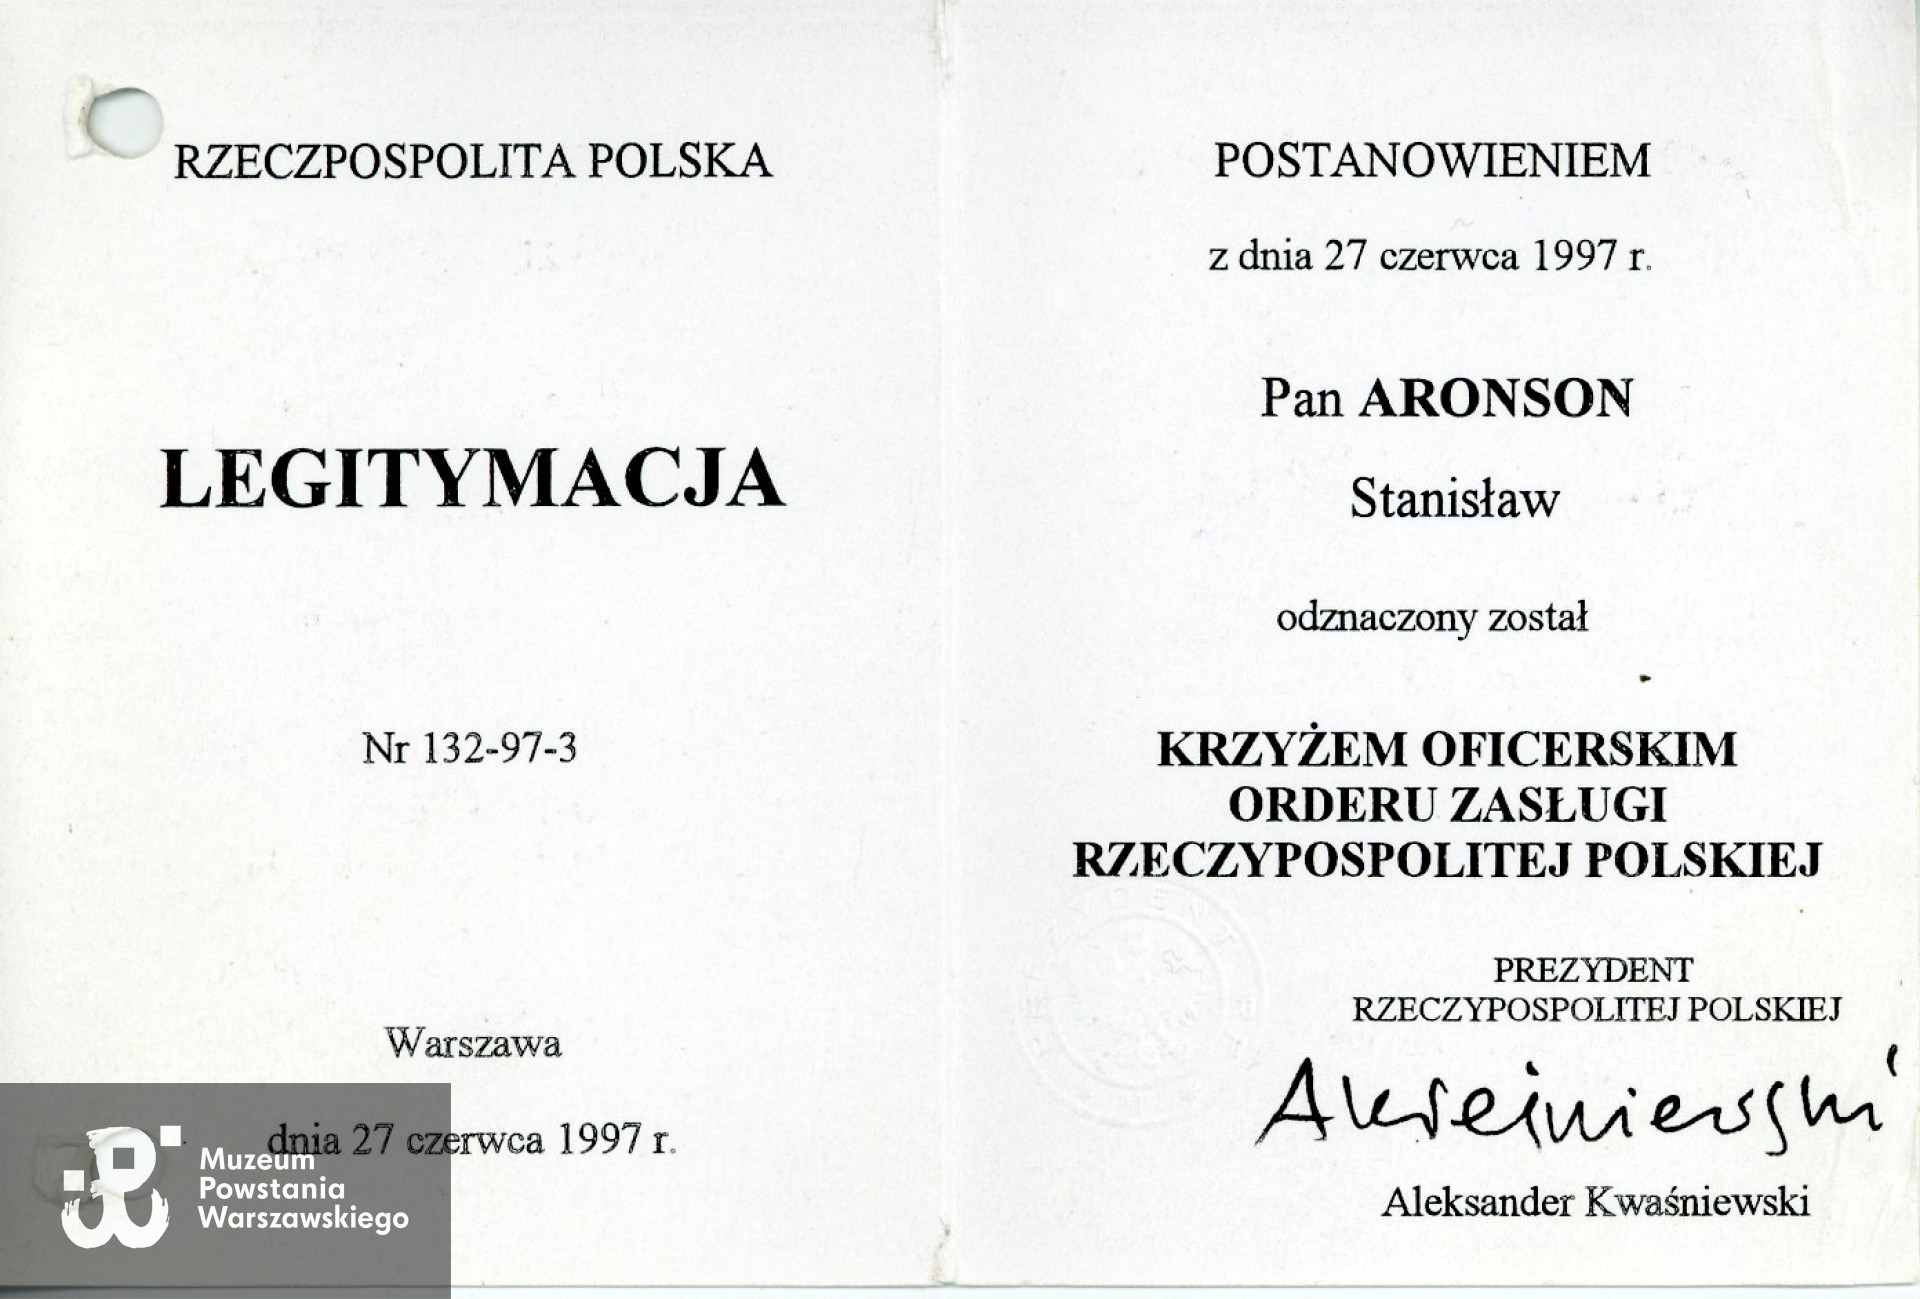 RZECZPOSPOLITA POLSKA
LEGITYMACJA
Nr 132-97-3
Warszawa
dnia 27 czerwca 1997 r.
Muzeum
Powstania
Warszawskiego
POSTANOWIENIEM
z dnia 27 czerwca 1997 r.
Pan ARONSON
Stanisław
odznaczony został
KRZYŻEM OFICERSKIM
ORDERU ZASŁUGI
RZECZYPOSPOLITEJ POLSKIEJ
PREZYDENT
RZECZYPOSPOLITEJ POLSKIEJ
Aleksander Kwaśniewski